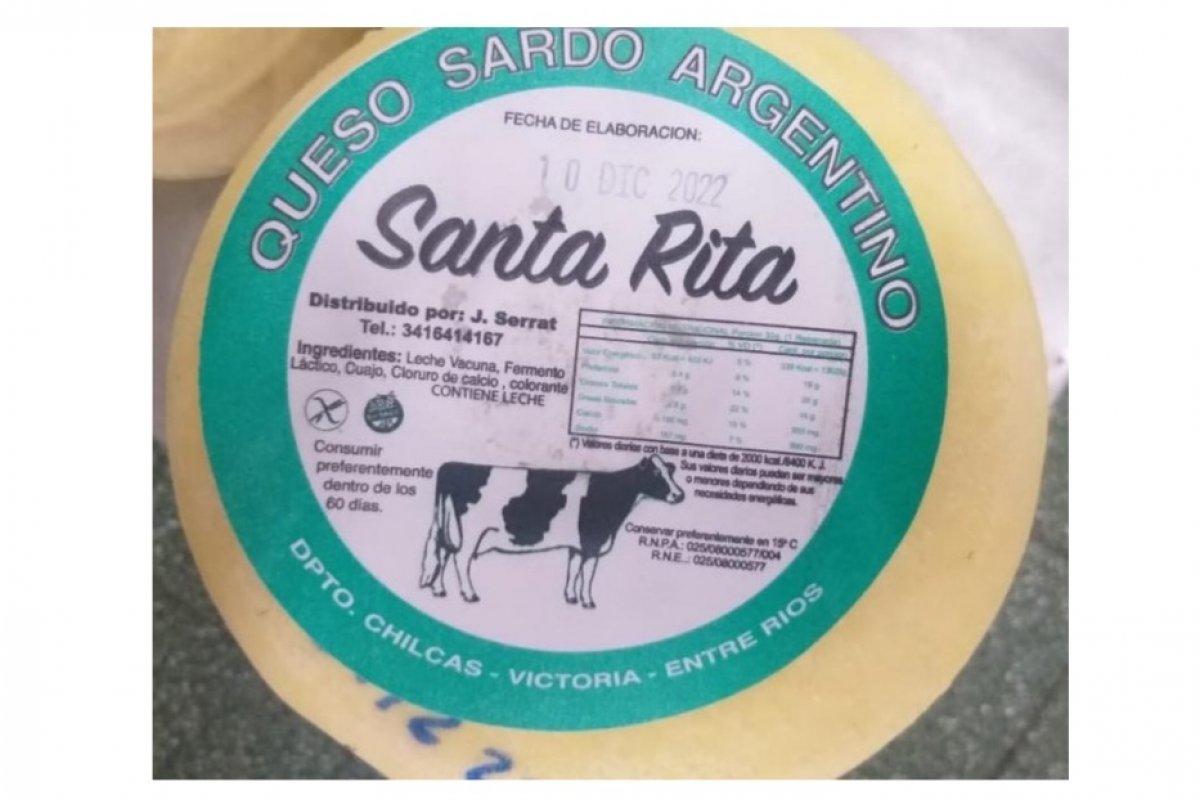 QUESO SARDO ARGENTINO
FECHA DE ELABORACION:
10 DIC 2022
Santa Rita
Distribuido por: J. Serrat
Tel.: 3416414167
Ingredientes: Leche Vacuna, Fermento
Láctico, Cuajo, Cloruro de calcio , colorante
CONTIENE LECHE
Consumir
preferentemente
dentro de los
60 días.
(*) Valores diarios con base a una dieta de 2000 kcal./8400 K. J.
Sus valores diarios pueden ser mayores
o menores dependiendo de sus
necesidades energéticas.
Conservar preferentemente en 15º C
R.N.P.A.: 025/08000577/004
R.N.E..: 025/08000577
DPTO. CHILCAS - VICTORIA - ENTRE RIOS